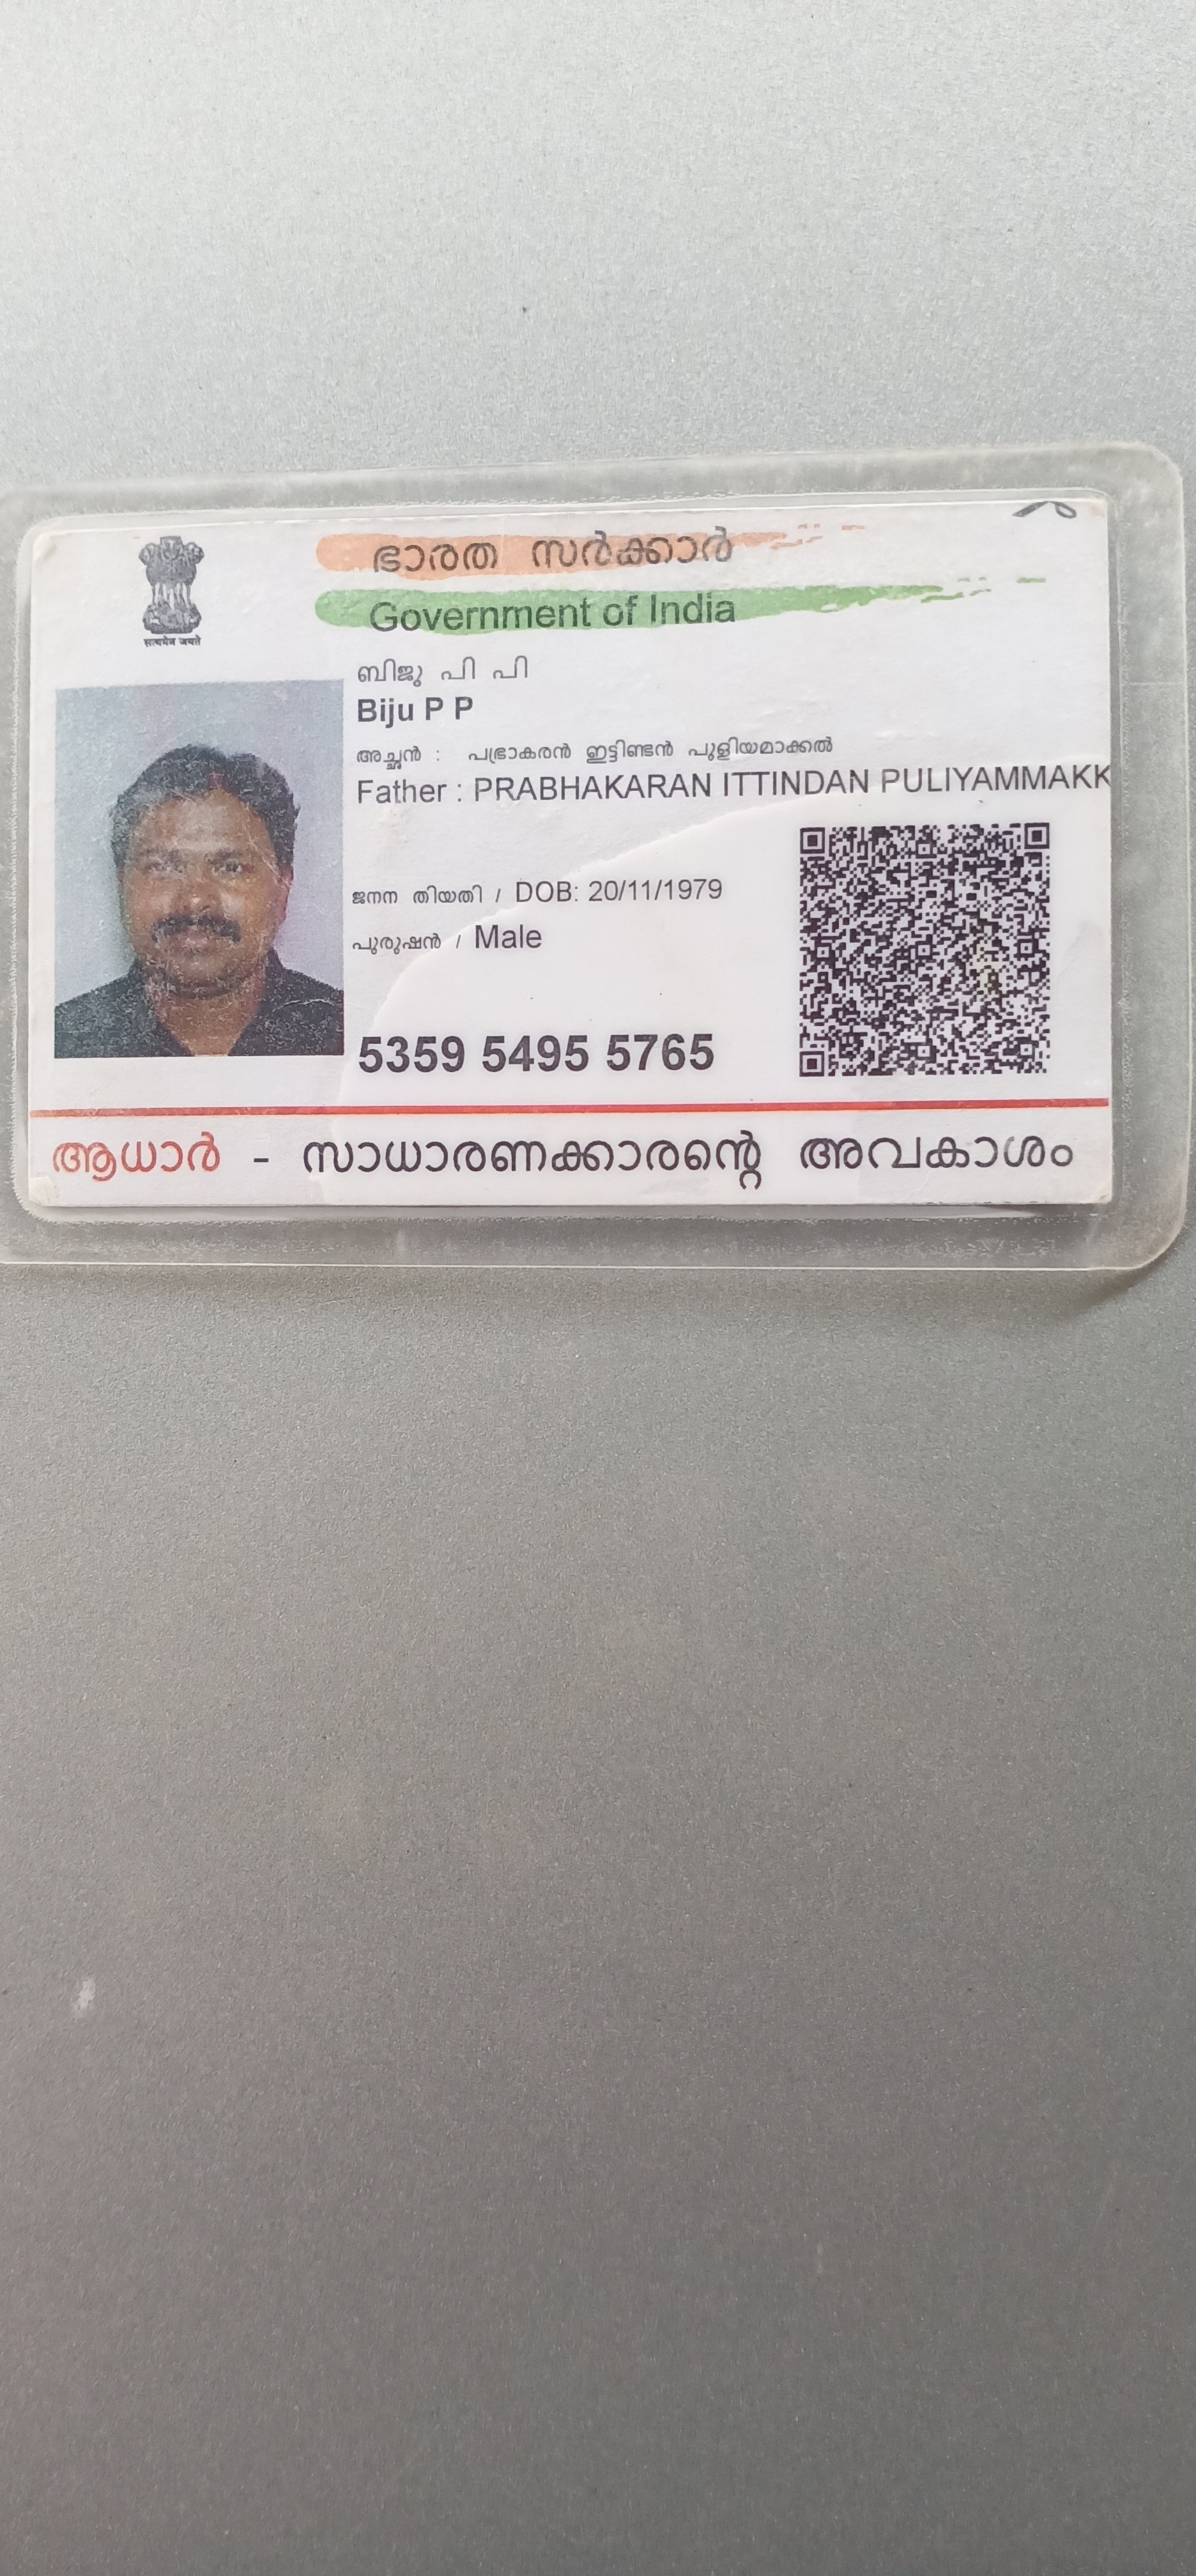 ഭാരത സർക്കാർ
Government of India
सत्यमेव जयते
ബിജു പി പി
Biju P P
അച്ഛൻ : പഭ്രാകരൻ ഇട്ടിണ്ടൻ പുളിയമാക്കൽ
Father : PRABHAKARAN ITTINDAN PULIYAMMAKK
ജനന തിയതി / DOB: 20/11/1979
പുരുഷൻ / Male
5359 5495 5765
ആധാർ - സാധാരണക്കാരന്റെ അവകാശം